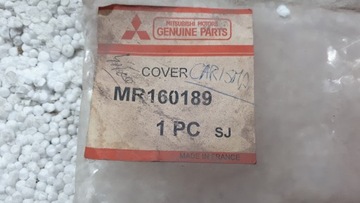 MITSUBISHI MOTORS
GENUINE PARTS
COVER CARISMA
MR160189
1 PC SJ
MADE IN FRANCE